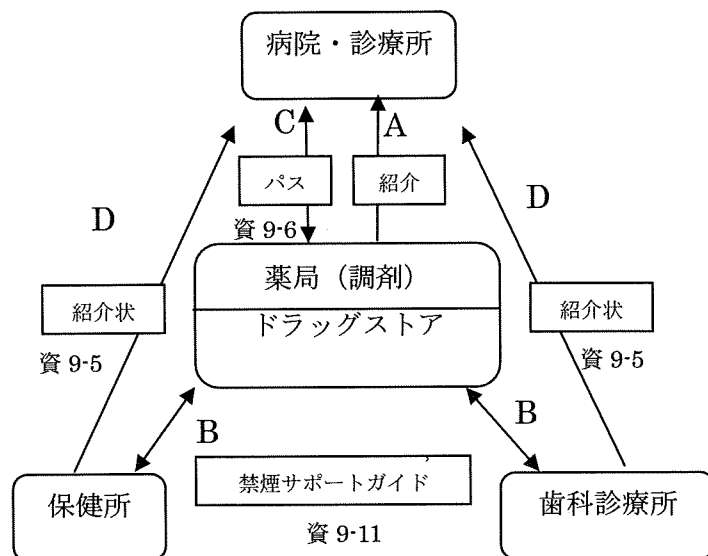 病院・診療所
C
A
パス
紹介
D
D
資 9-6
薬局（調剤）
ドラッグストア
紹介状
紹介状
資 9-5
資 9-5
B
B
保健所
禁煙サポートガイド
歯科診療所
資 9-11